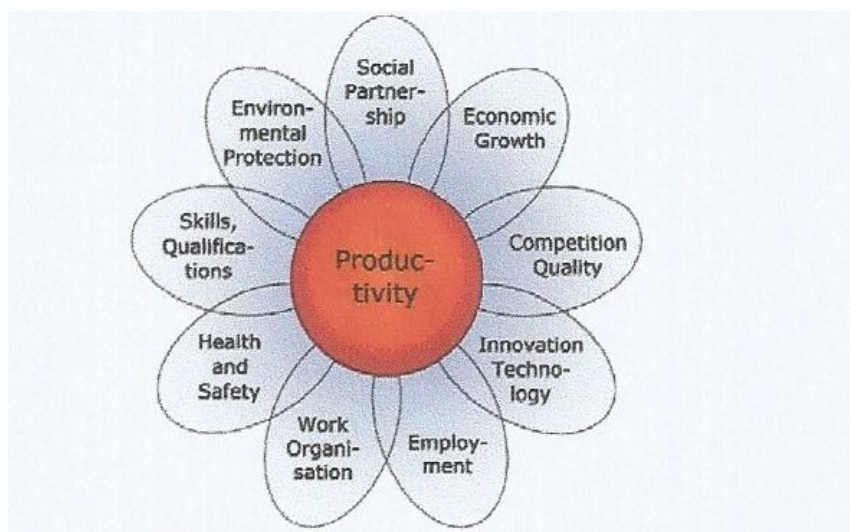 Social
Partner-
ship
Economic
Growth
Competition
Quality
Innovation
Techno-
logy
Employ-
ment
Work
Organi-
sation
Health
and
Safety
Skills,
Qualifica-
tions
Environ-
mental
Protection
Produc-
tivity